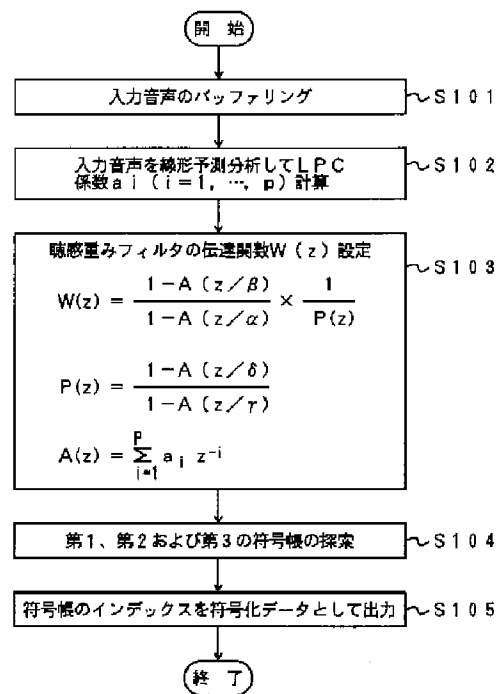 開 始
入力音声のバッファリング
S101
入力音声を線形予測分析してLPC
係数ai(i=1, …, p)計算
S102
聴感重みフィルタの伝達関数W(z)設定
S103
W(z) = 1-A(z/β) / 1-A(z/α) × 1 / P(z)
P(z) = 1-A(z/δ) / 1-A(z/γ)
A(z) = Σ_{i=1}^{P} a_i z^{-i}
第1、第2および第3の符号帳の探索
S104
符号帳のインデックスを符号化データとして出力
S105
終 了